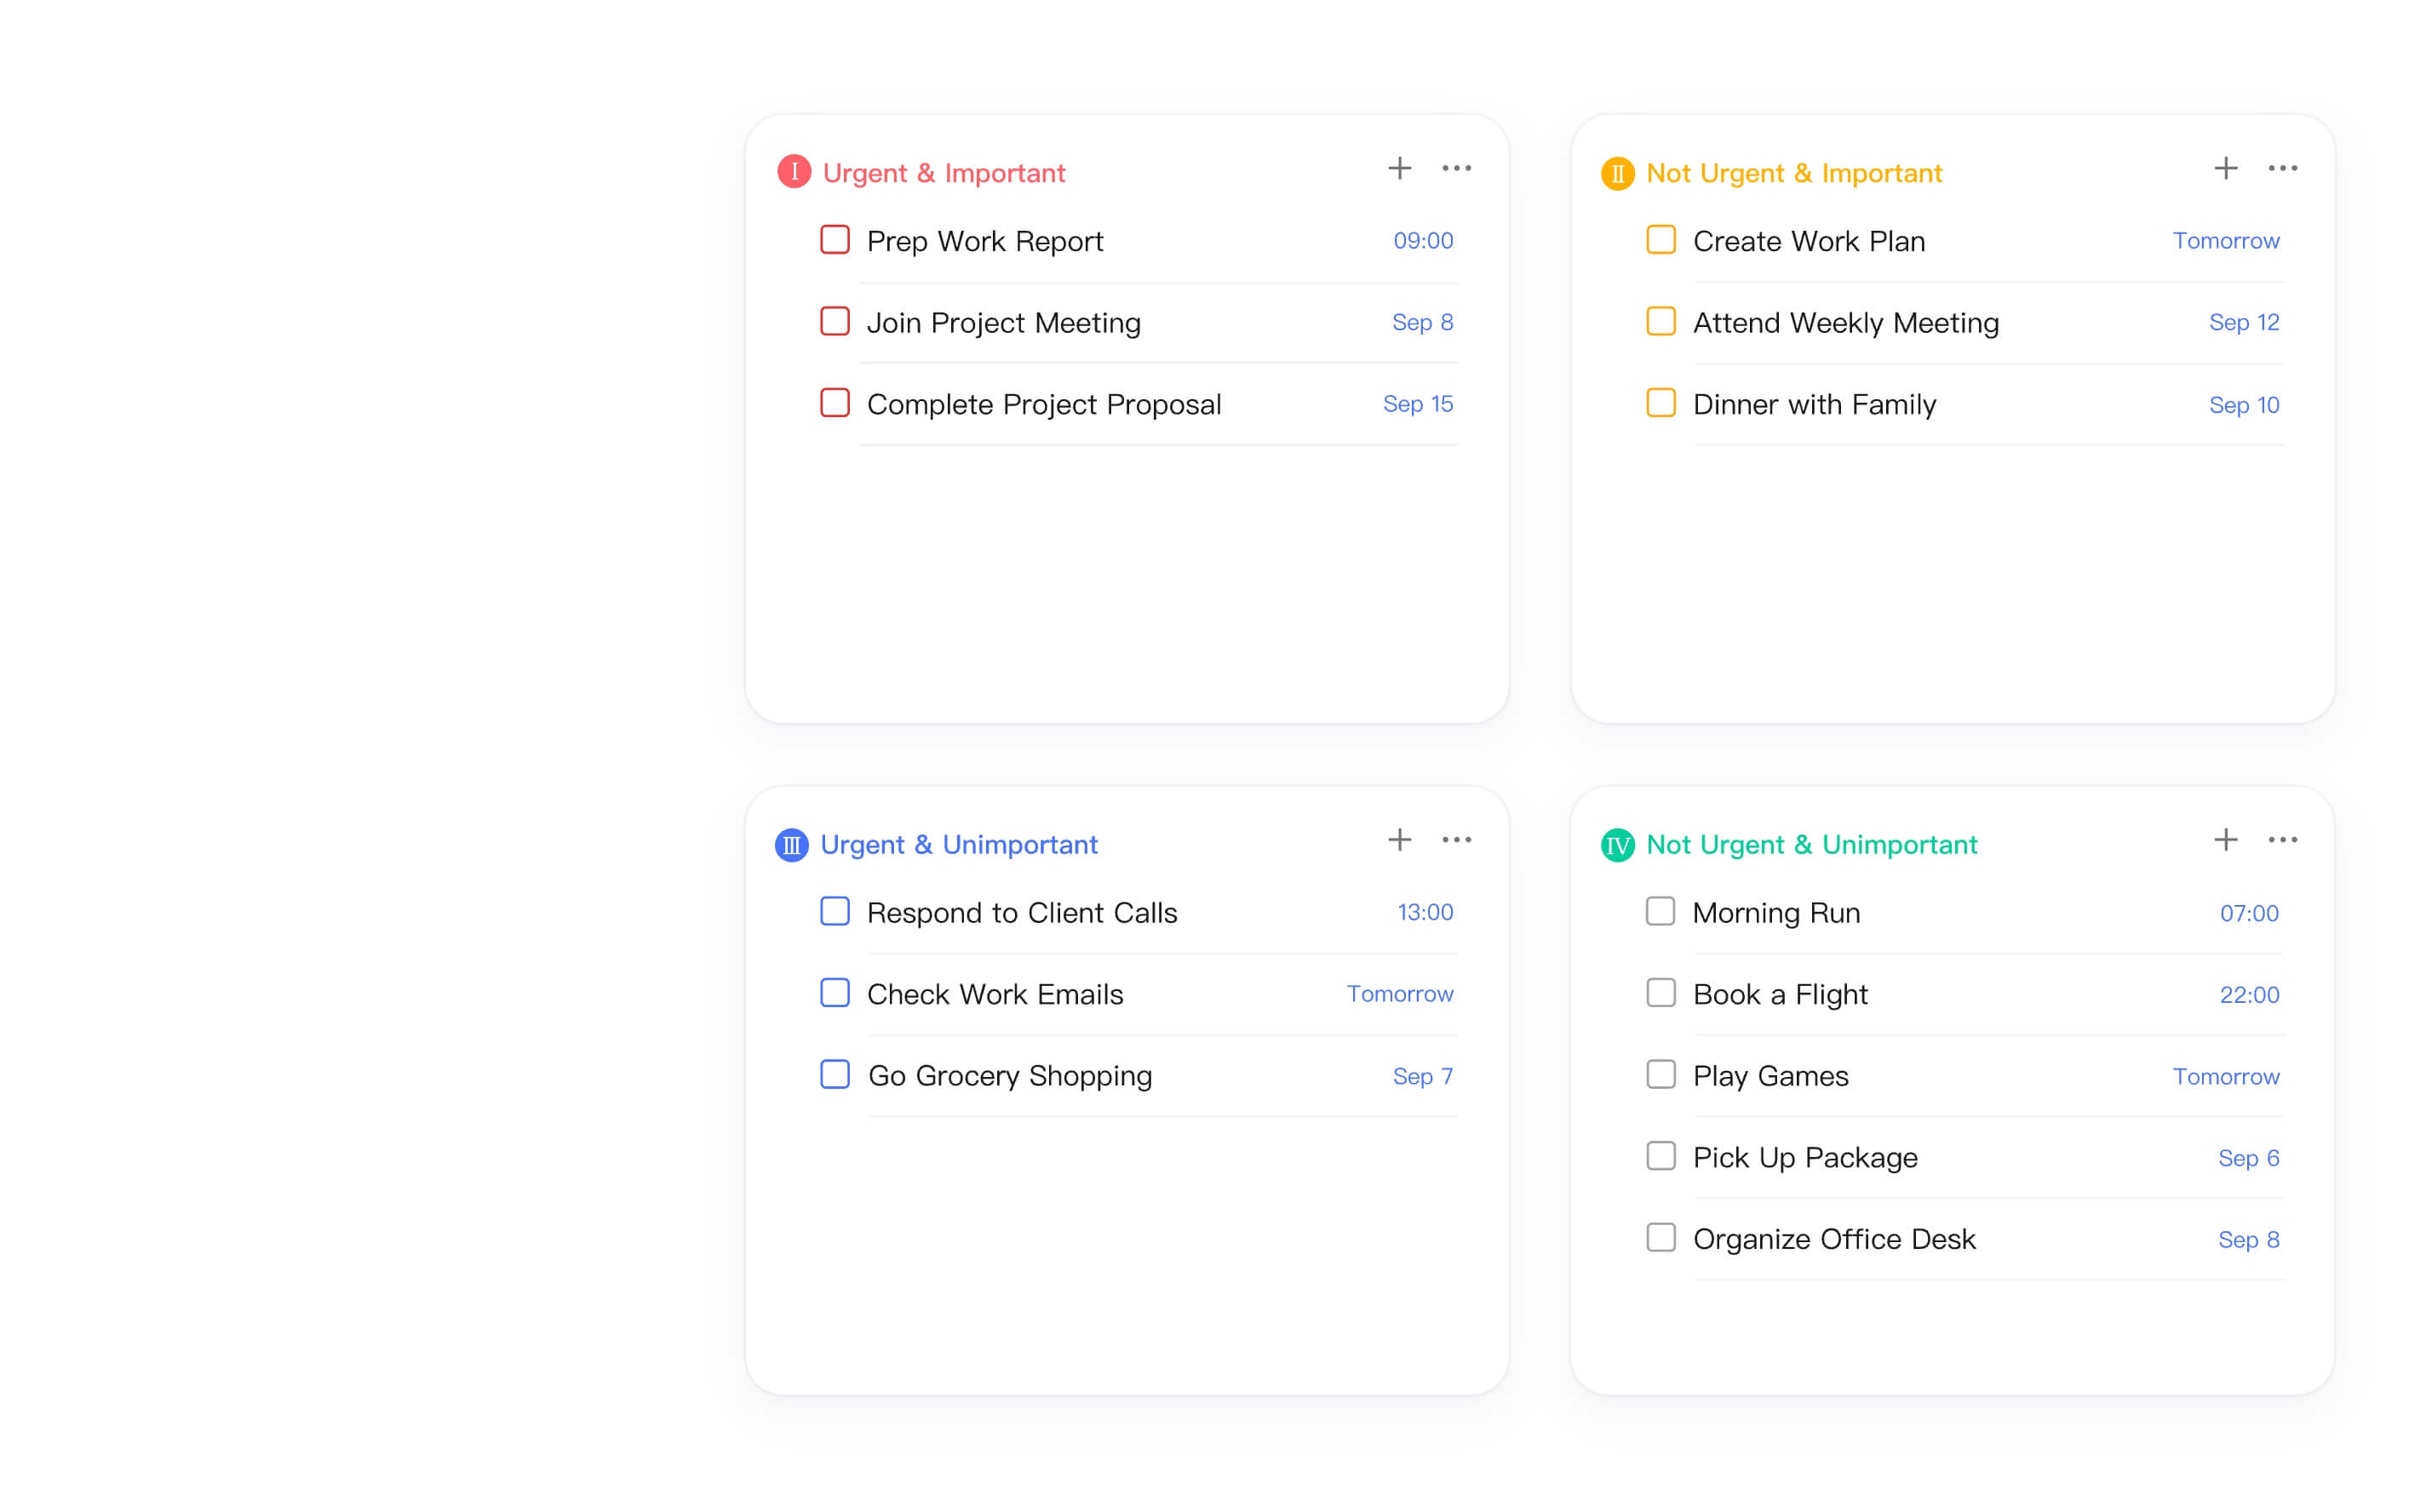 I Urgent & Important
Prep Work Report 09:00
Join Project Meeting Sep 8
Complete Project Proposal Sep 15
II Not Urgent & Important
Create Work Plan Tomorrow
Attend Weekly Meeting Sep 12
Dinner with Family Sep 10
III Urgent & Unimportant
Respond to Client Calls 13:00
Check Work Emails Tomorrow
Go Grocery Shopping Sep 7
IV Not Urgent & Unimportant
Morning Run 07:00
Book a Flight 22:00
Play Games Tomorrow
Pick Up Package Sep 6
Organize Office Desk Sep 8